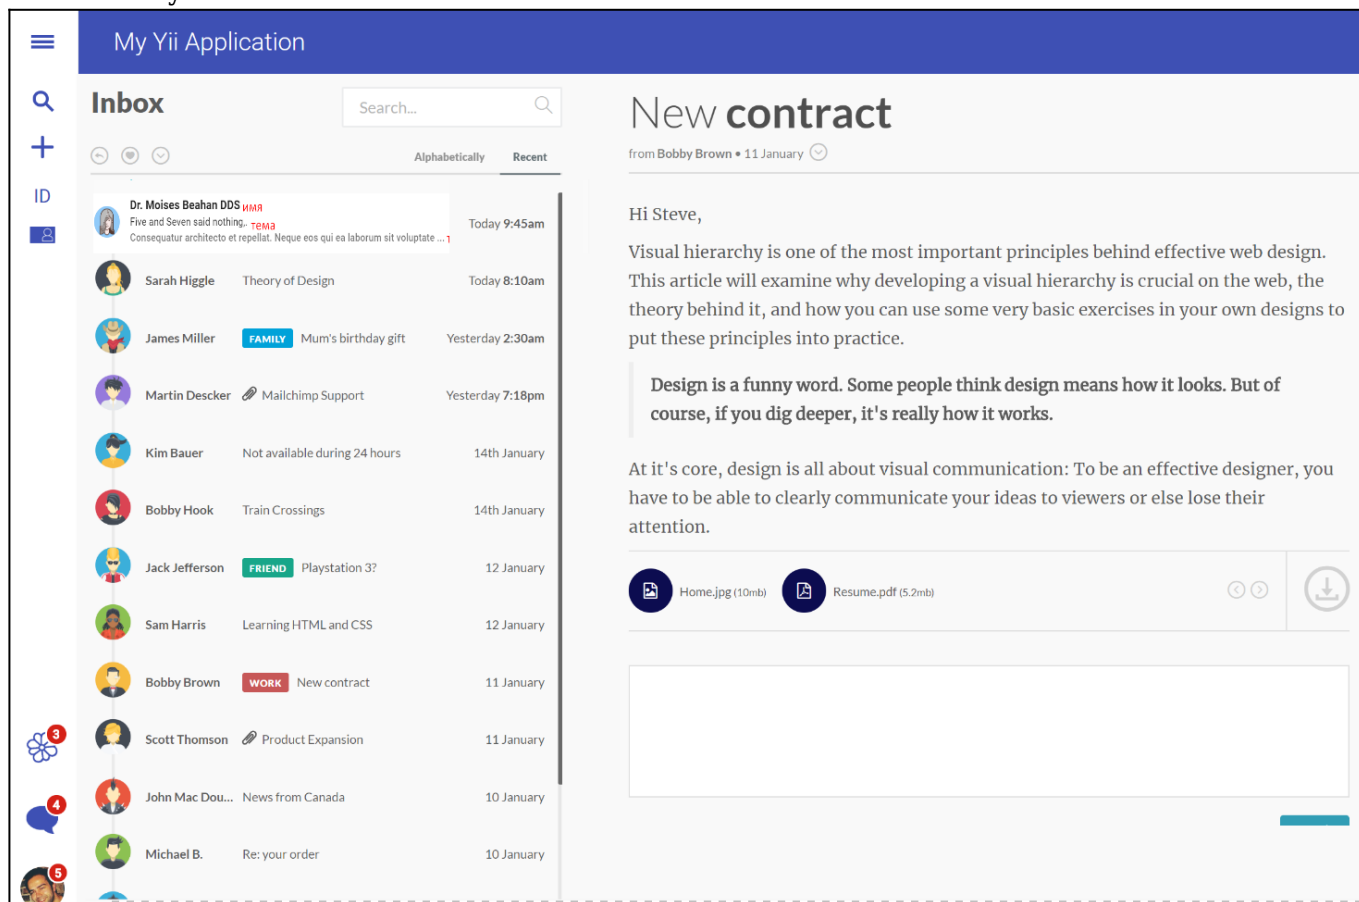 My Yii Application
Inbox
Search...
Alphabetically Recent
ID
Dr. Moises Beahan DDS имя
Five and Seven said nothing,. тема
Consequatur architecto et repellat. Neque eos qui ea laborum sit voluptate ... т
Today 9:45am
Sarah Higgle Theory of Design Today 8:10am
James Miller FAMILY Mum's birthday gift Yesterday 2:30am
Martin Descker Mailchimp Support Yesterday 7:18pm
Kim Bauer Not available during 24 hours 14th January
Bobby Hook Train Crossings 14th January
Jack Jefferson FRIEND Playstation 3? 12 January
Sam Harris Learning HTML and CSS 12 January
Bobby Brown WORK New contract 11 January
Scott Thomson Product Expansion 11 January
John Mac Dou... News from Canada 10 January
Michael B. Re: your order 10 January
3
4
5
New contract
from Bobby Brown • 11 January
Hi Steve,
Visual hierarchy is one of the most important principles behind effective web design.
This article will examine why developing a visual hierarchy is crucial on the web, the
theory behind it, and how you can use some very basic exercises in your own designs to
put these principles into practice.
Design is a funny word. Some people think design means how it looks. But of
course, if you dig deeper, it's really how it works.
At it's core, design is all about visual communication: To be an effective designer, you
have to be able to clearly communicate your ideas to viewers or else lose their
attention.
Home.jpg (10mb) Resume.pdf (5.2mb)